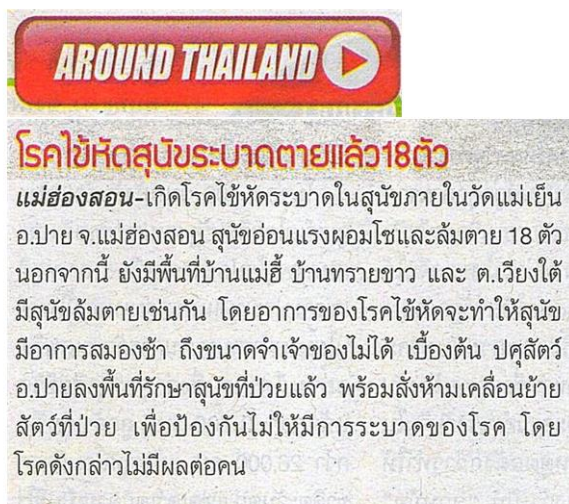 AROUND THAILAND
โรคไข้หัดสุนัขระบาดตายแล้ว18ตัว
แม่ฮ่องสอน-เกิดโรคไข้หัดระบาดในสุนัขภายในวัดแม่เย็น
อ.ปาย จ.แม่ฮ่องสอน สุนัขอ่อนแรงผอมโซและล้มตาย 18 ตัว
นอกจากนี้ ยังมีพื้นที่บ้านแม่ฮี้ บ้านทรายขาว และ ต.เวียงใต้
มีสุนัขล้มตายเช่นกัน โดยอาการของโรคไข้หัดจะทำให้สุนัข
มีอาการสมองช้า ถึงขนาดจำเจ้าของไม่ได้ เบื้องต้น ปศุสัตว์
อ.ปายลงพื้นที่รักษาสุนัขที่ป่วยแล้ว พร้อมสั่งห้ามเคลื่อนย้าย
สัตว์ที่ป่วย เพื่อป้องกันไม่ให้มีการระบาดของโรค โดย
โรคดังกล่าวไม่มีผลต่อคน